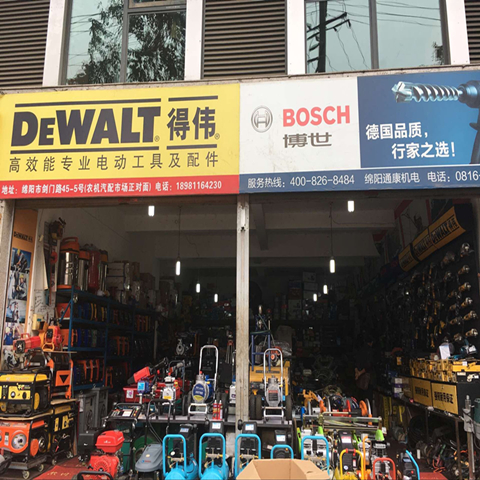 DEWALT 得伟
高效能专业电动工具及配件
地址：绵阳市剑门路45-5号(农机汽配市场正对面) 电话：18981164230
BOSCH
博世
德国品质，
行家之选！
服务热线：400-826-8484 绵阳通康机电 电话：0816-